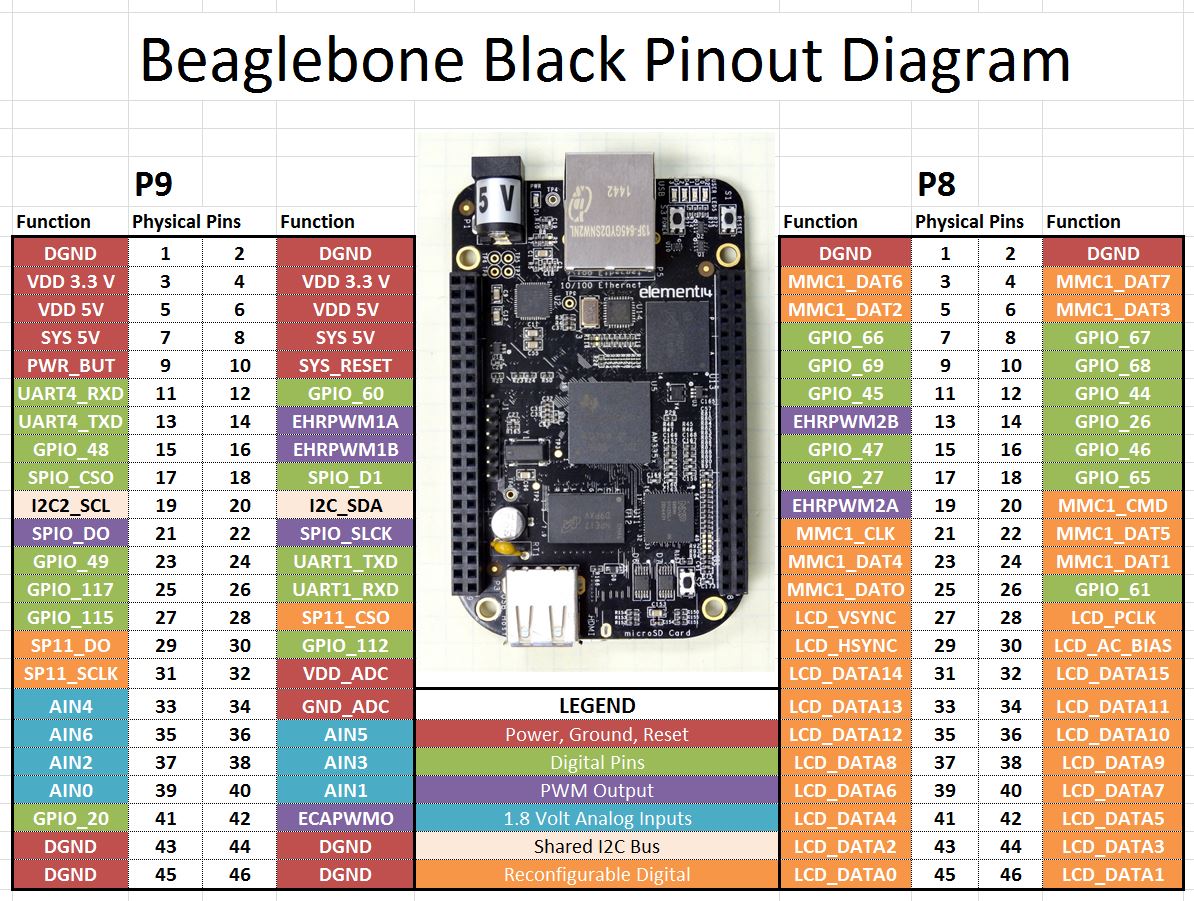 Beaglebone Black Pinout Diagram
P9
P8
Function Physical Pins Function
Function Physical Pins Function
DGND 1 2 DGND
VDD 3.3 V 3 4 VDD 3.3 V
VDD 5V 5 6 VDD 5V
SYS 5V 7 8 SYS 5V
PWR_BUT 9 10 SYS_RESET
UART4_RXD 11 12 GPIO_60
UART4_TXD 13 14 EHRPWM1A
GPIO_48 15 16 EHRPWM1B
SPIO_CSO 17 18 SPIO_D1
I2C2_SCL 19 20 I2C_SDA
SPIO_DO 21 22 SPIO_SLCK
GPIO_49 23 24 UART1_TXD
GPIO_117 25 26 UART1_RXD
GPIO_115 27 28 SP11_CSO
SP11_DO 29 30 GPIO_112
SP11_SCLK 31 32 VDD_ADC
AIN4 33 34 GND_ADC
AIN6 35 36 AIN5
AIN2 37 38 AIN3
AIN0 39 40 AIN1
GPIO_20 41 42 ECAPWMO
DGND 43 44 DGND
DGND 45 46 DGND
5 V
1442
13F-64SGYD2SNW2NL
10/100 Ethernet
element14
microSD Card
LEGEND
Power, Ground, Reset
Digital Pins
PWM Output
1.8 Volt Analog Inputs
Shared I2C Bus
Reconfigurable Digital
DGND 1 2 DGND
MMC1_DAT6 3 4 MMC1_DAT7
MMC1_DAT2 5 6 MMC1_DAT3
GPIO_66 7 8 GPIO_67
GPIO_69 9 10 GPIO_68
GPIO_45 11 12 GPIO_44
EHRPWM2B 13 14 GPIO_26
GPIO_47 15 16 GPIO_46
GPIO_27 17 18 GPIO_65
EHRPWM2A 19 20 MMC1_CMD
MMC1_CLK 21 22 MMC1_DAT5
MMC1_DAT4 23 24 MMC1_DAT1
MMC1_DATO 25 26 GPIO_61
LCD_VSYNC 27 28 LCD_PCLK
LCD_HSYNC 29 30 LCD_AC_BIAS
LCD_DATA14 31 32 LCD_DATA15
LCD_DATA13 33 34 LCD_DATA11
LCD_DATA12 35 36 LCD_DATA10
LCD_DATA8 37 38 LCD_DATA9
LCD_DATA6 39 40 LCD_DATA7
LCD_DATA4 41 42 LCD_DATA5
LCD_DATA2 43 44 LCD_DATA3
LCD_DATA0 45 46 LCD_DATA1